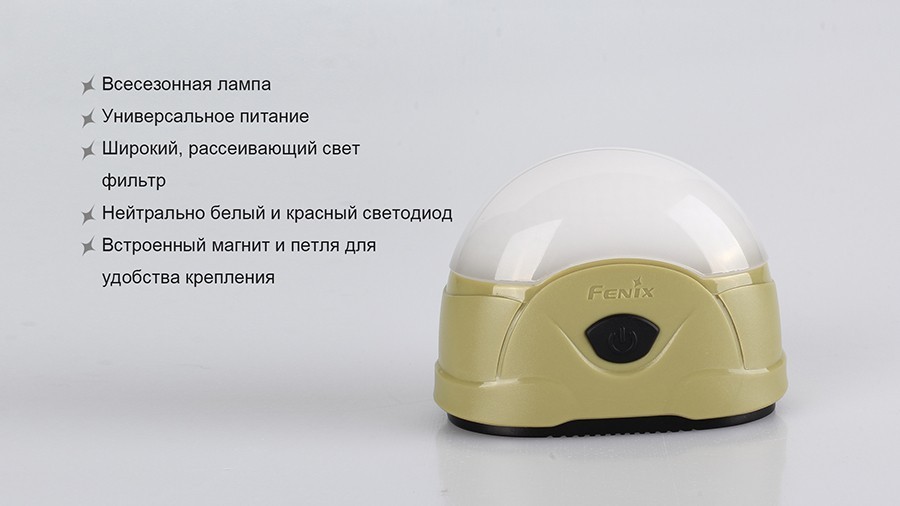 Всесезонная лампа
Универсальное питание
Широкий, рассеивающий свет
фильтр
Нейтрально белый и красный светодиод
Встроенный магнит и петля для
удобства крепления
FENIX